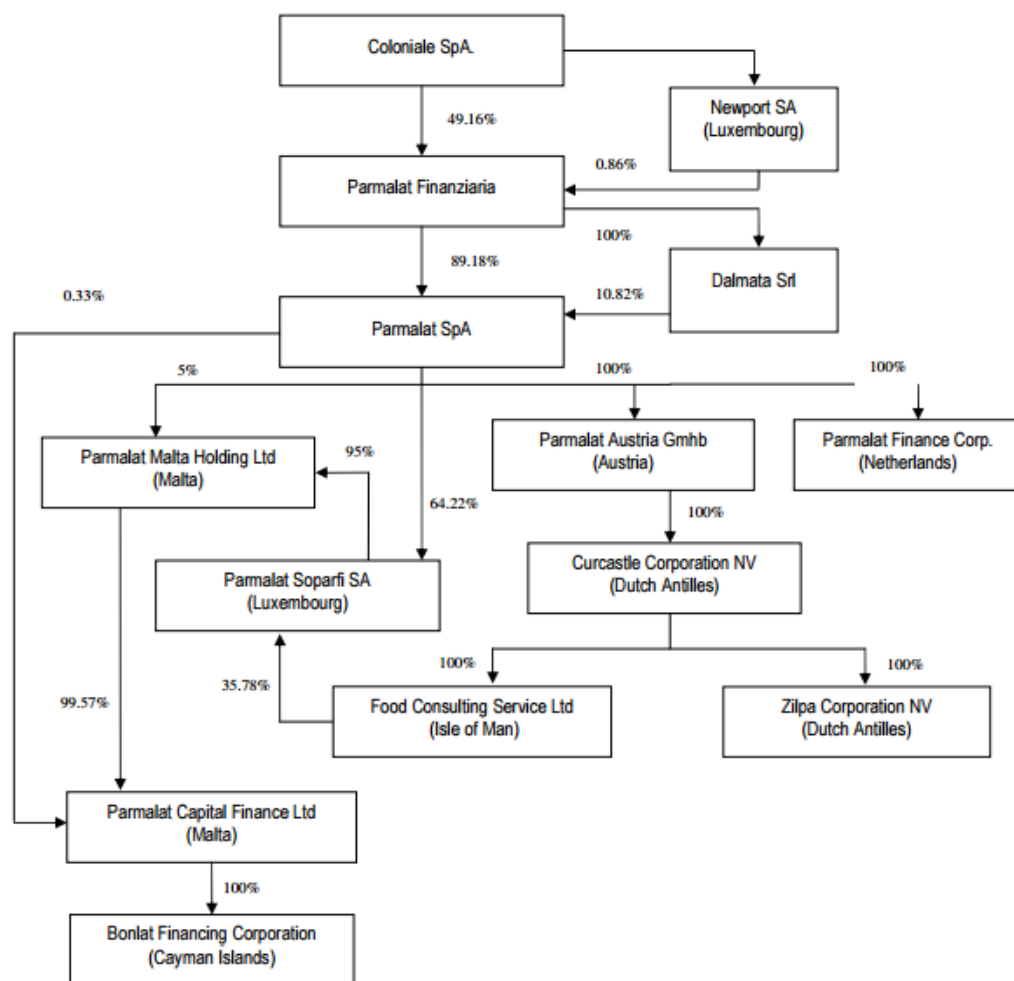 Coloniale SpA.
Newport SA
(Luxembourg)
49.16%
0.86%
Parmalat Finanziaria
100%
89.18%
Dalmata Srl
0.33%
10.82%
Parmalat SpA
5%
100%
100%
Parmalat Malta Holding Ltd
(Malta)
95%
Parmalat Austria Gmhb
(Austria)
Parmalat Finance Corp.
(Netherlands)
64.22%
100%
Parmalat Soparfi SA
(Luxembourg)
Curcastle Corporation NV
(Dutch Antilles)
100%
100%
35.78%
99.57%
Food Consulting Service Ltd
(Isle of Man)
Zilpa Corporation NV
(Dutch Antilles)
Parmalat Capital Finance Ltd
(Malta)
100%
Bonlat Financing Corporation
(Cayman Islands)